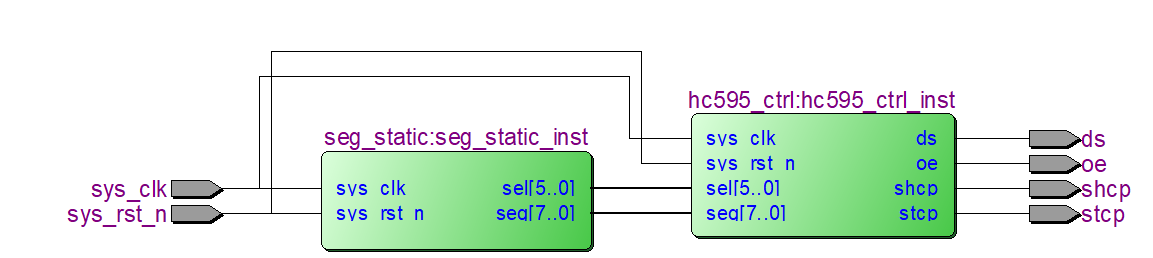 hc595_ctrl:hc595_ctrl_inst
seg_static:seg_static_inst
sys_clk
sys_rst_n
sys_clk
sys_rst_n
sel[5..0]
seg[7..0]
sys_clk
sys_rst_n
sel[5..0]
seg[7..0]
ds
oe
shcp
stcp
ds
oe
shcp
stcp